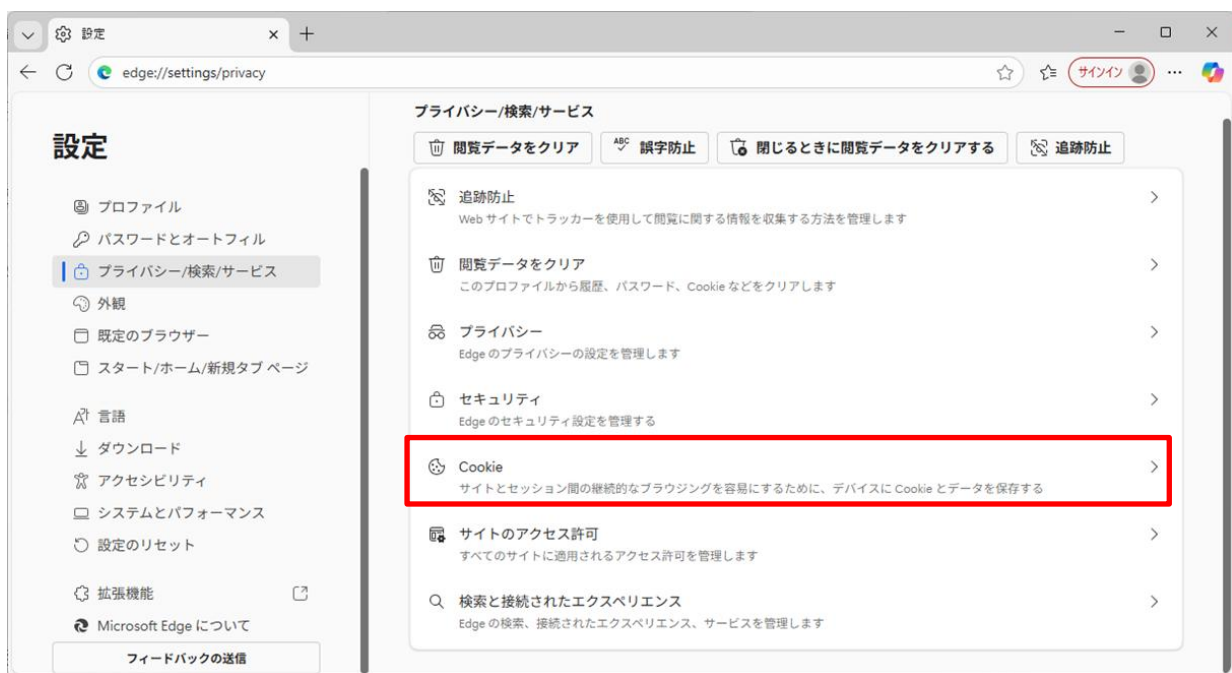 設定
edge://settings/privacy
サインイン
設定
プロファイル
パスワードとオートフィル
プライバシー/検索/サービス
外観
既定のブラウザー
スタート/ホーム/新規タブ ページ
言語
ダウンロード
アクセシビリティ
システムとパフォーマンス
設定のリセット
拡張機能
Microsoft Edge について
フィードバックの送信
プライバシー/検索/サービス
閲覧データをクリア
ABC 誤字防止
閉じるときに閲覧データをクリアする
追跡防止
追跡防止
Web サイトでトラッカーを使用して閲覧に関する情報を収集する方法を管理します
閲覧データをクリア
このプロファイルから履歴、パスワード、Cookie などをクリアします
プライバシー
Edge のプライバシーの設定を管理します
セキュリティ
Edge のセキュリティ設定を管理する
Cookie
サイトとセッション間の継続的なブラウジングを容易にするために、デバイスに Cookie とデータを保存する
サイトのアクセス許可
すべてのサイトに適用されるアクセス許可を管理します
検索と接続されたエクスペリエンス
Edge の検索、接続されたエクスペリエンス、サービスを管理します